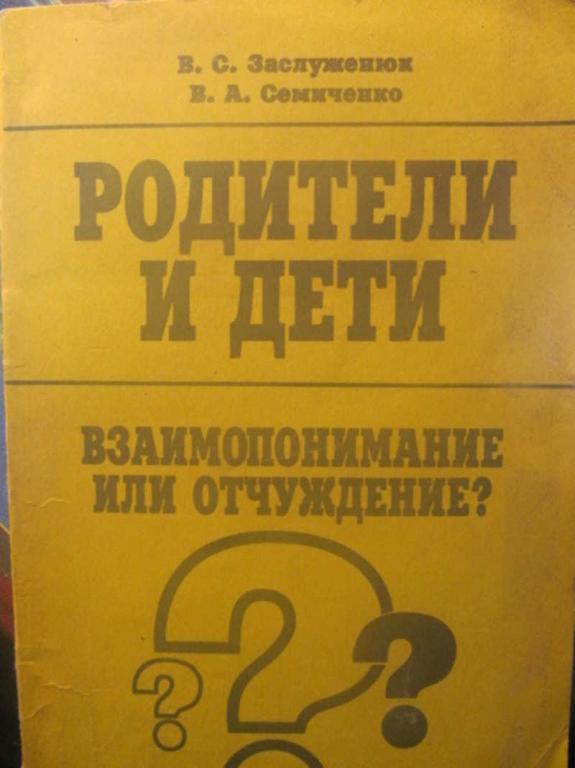 В. С. Заслуженюк
В. А. Семиченко
РОДИТЕЛИ
И ДЕТИ
ВЗАИМОПОНИМАНИЕ
ИЛИ ОТЧУЖДЕНИЕ?
???